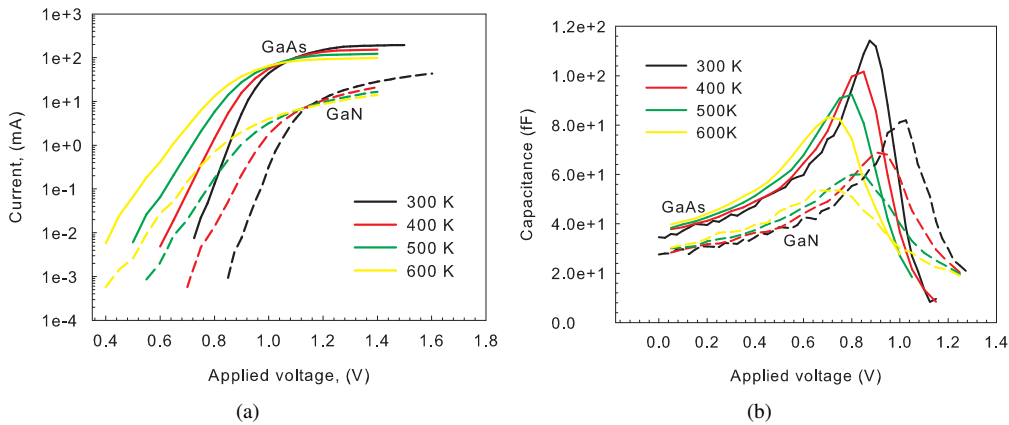 1e+3
1e+2
1e+1
1e+0
1e-1
1e-2
1e-3
1e-4
Current, (mA)
GaAs
GaN
300 K
400 K
500 K
600 K
0.4 0.6 0.8 1.0 1.2 1.4 1.6 1.8
Applied voltage, (V)
(a)
1.2e+2
1.0e+2
8.0e+1
6.0e+1
4.0e+1
2.0e+1
0.0
Capacitance (fF)
300 K
400 K
500K
600K
GaAs
GaN
0.0 0.2 0.4 0.6 0.8 1.0 1.2 1.4
Applied voltage (V)
(b)